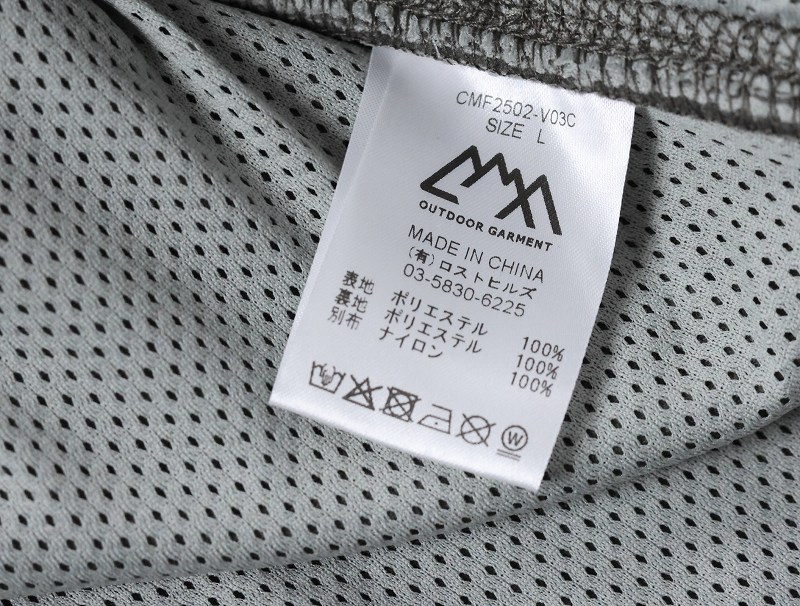 CMF2502-V03C
SIZE L
OUTDOOR GARMENT
MADE IN CHINA
(有)ロストヒルズ
03-5830-6225
表地 ポリエステル 100%
裏地 ポリエステル 100%
別布 ナイロン 100%
W